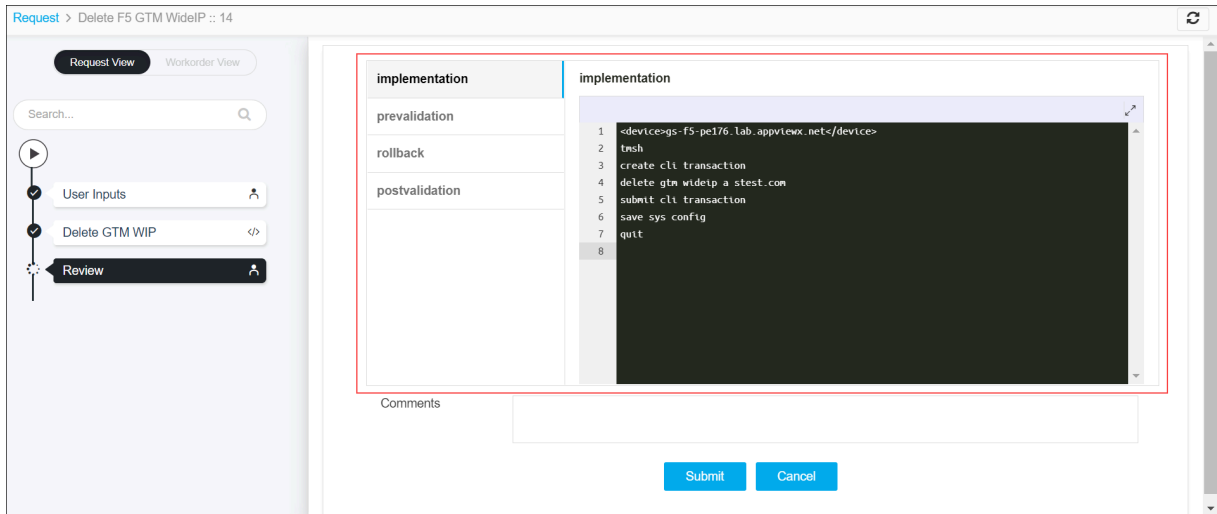 Request > Delete F5 GTM WideIP :: 14
Request View
Workorder View
Search...
User Inputs
Delete GTM WIP
</>
Review
implementation
prevalidation
rollback
postvalidation
implementation
1 <device>gs-f5-pe176.lab.appviewx.net</device>
2 tmsh
3 create cli transaction
4 delete gtm wideip a stest.com
5 submit cli transaction
6 save sys config
7 quit
8
Comments
Submit
Cancel